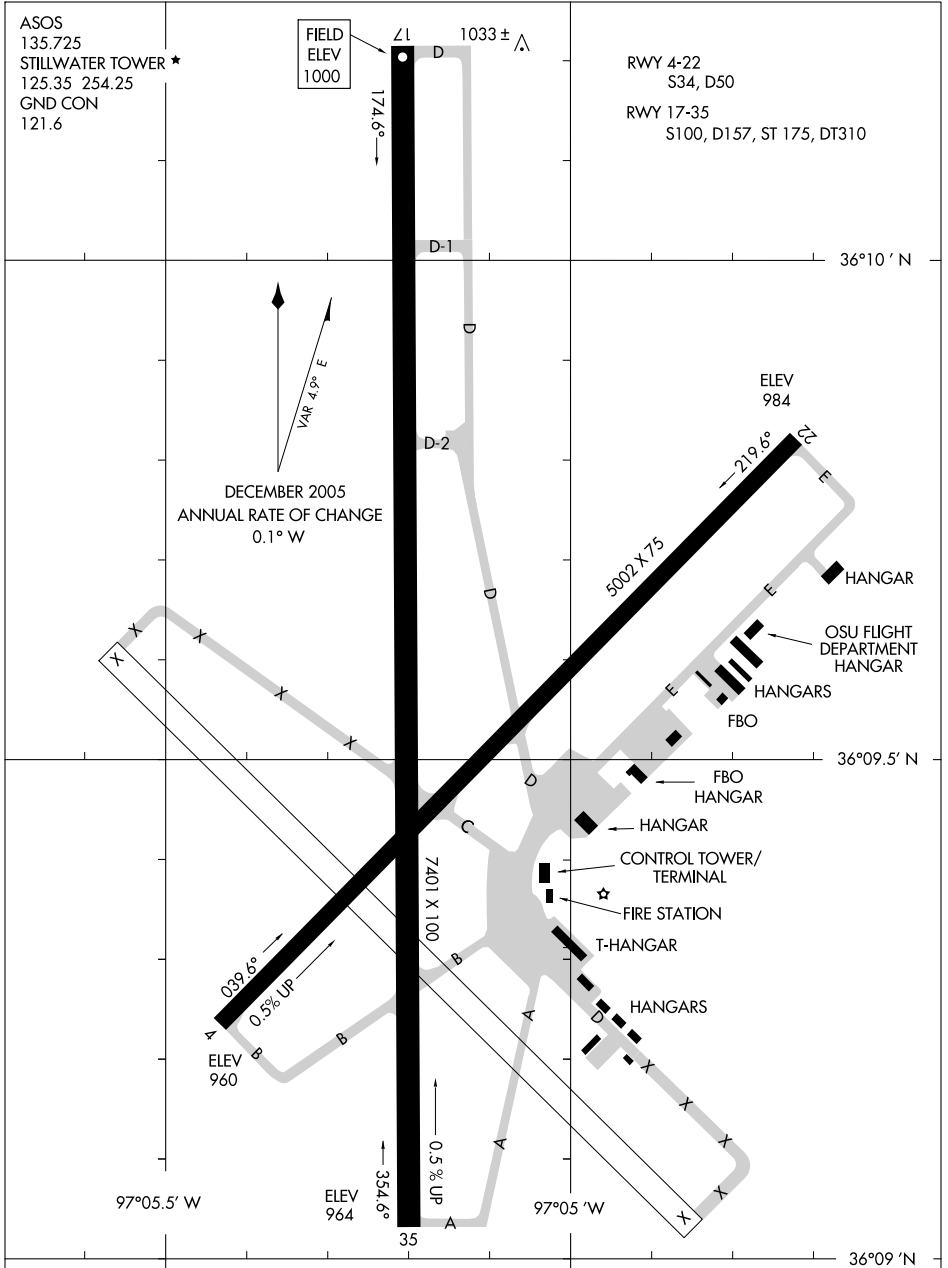 ASOS
135.725
STILLWATER TOWER ★
125.35 254.25
GND CON
121.6
FIELD
ELEV
1000
17
1033 ±
D
RWY 4-22
S34, D50
RWY 17-35
S100, D157, ST 175, DT310
174.6°
D-1
36°10 ' N
D
VAR 4.9° E
DECEMBER 2005
ANNUAL RATE OF CHANGE
0.1° W
D-2
ELEV
984
22
219.6°
E
5002 X 75
D
E
HANGAR
OSU FLIGHT
DEPARTMENT
HANGAR
E
HANGARS
FBO
X
X
X
X
X
36°09.5' N
D
FBO
HANGAR
C
HANGAR
7401 X 100
CONTROL TOWER/
TERMINAL
FIRE STATION
T-HANGAR
039.6°
0.5% UP
B
B
B
4
ELEV
960
A
HANGARS
D
X
X
X
X
X
A
0.5 % UP
354.6°
ELEV
964
A
35
97°05.5' W
97°05 'W
36°09' N